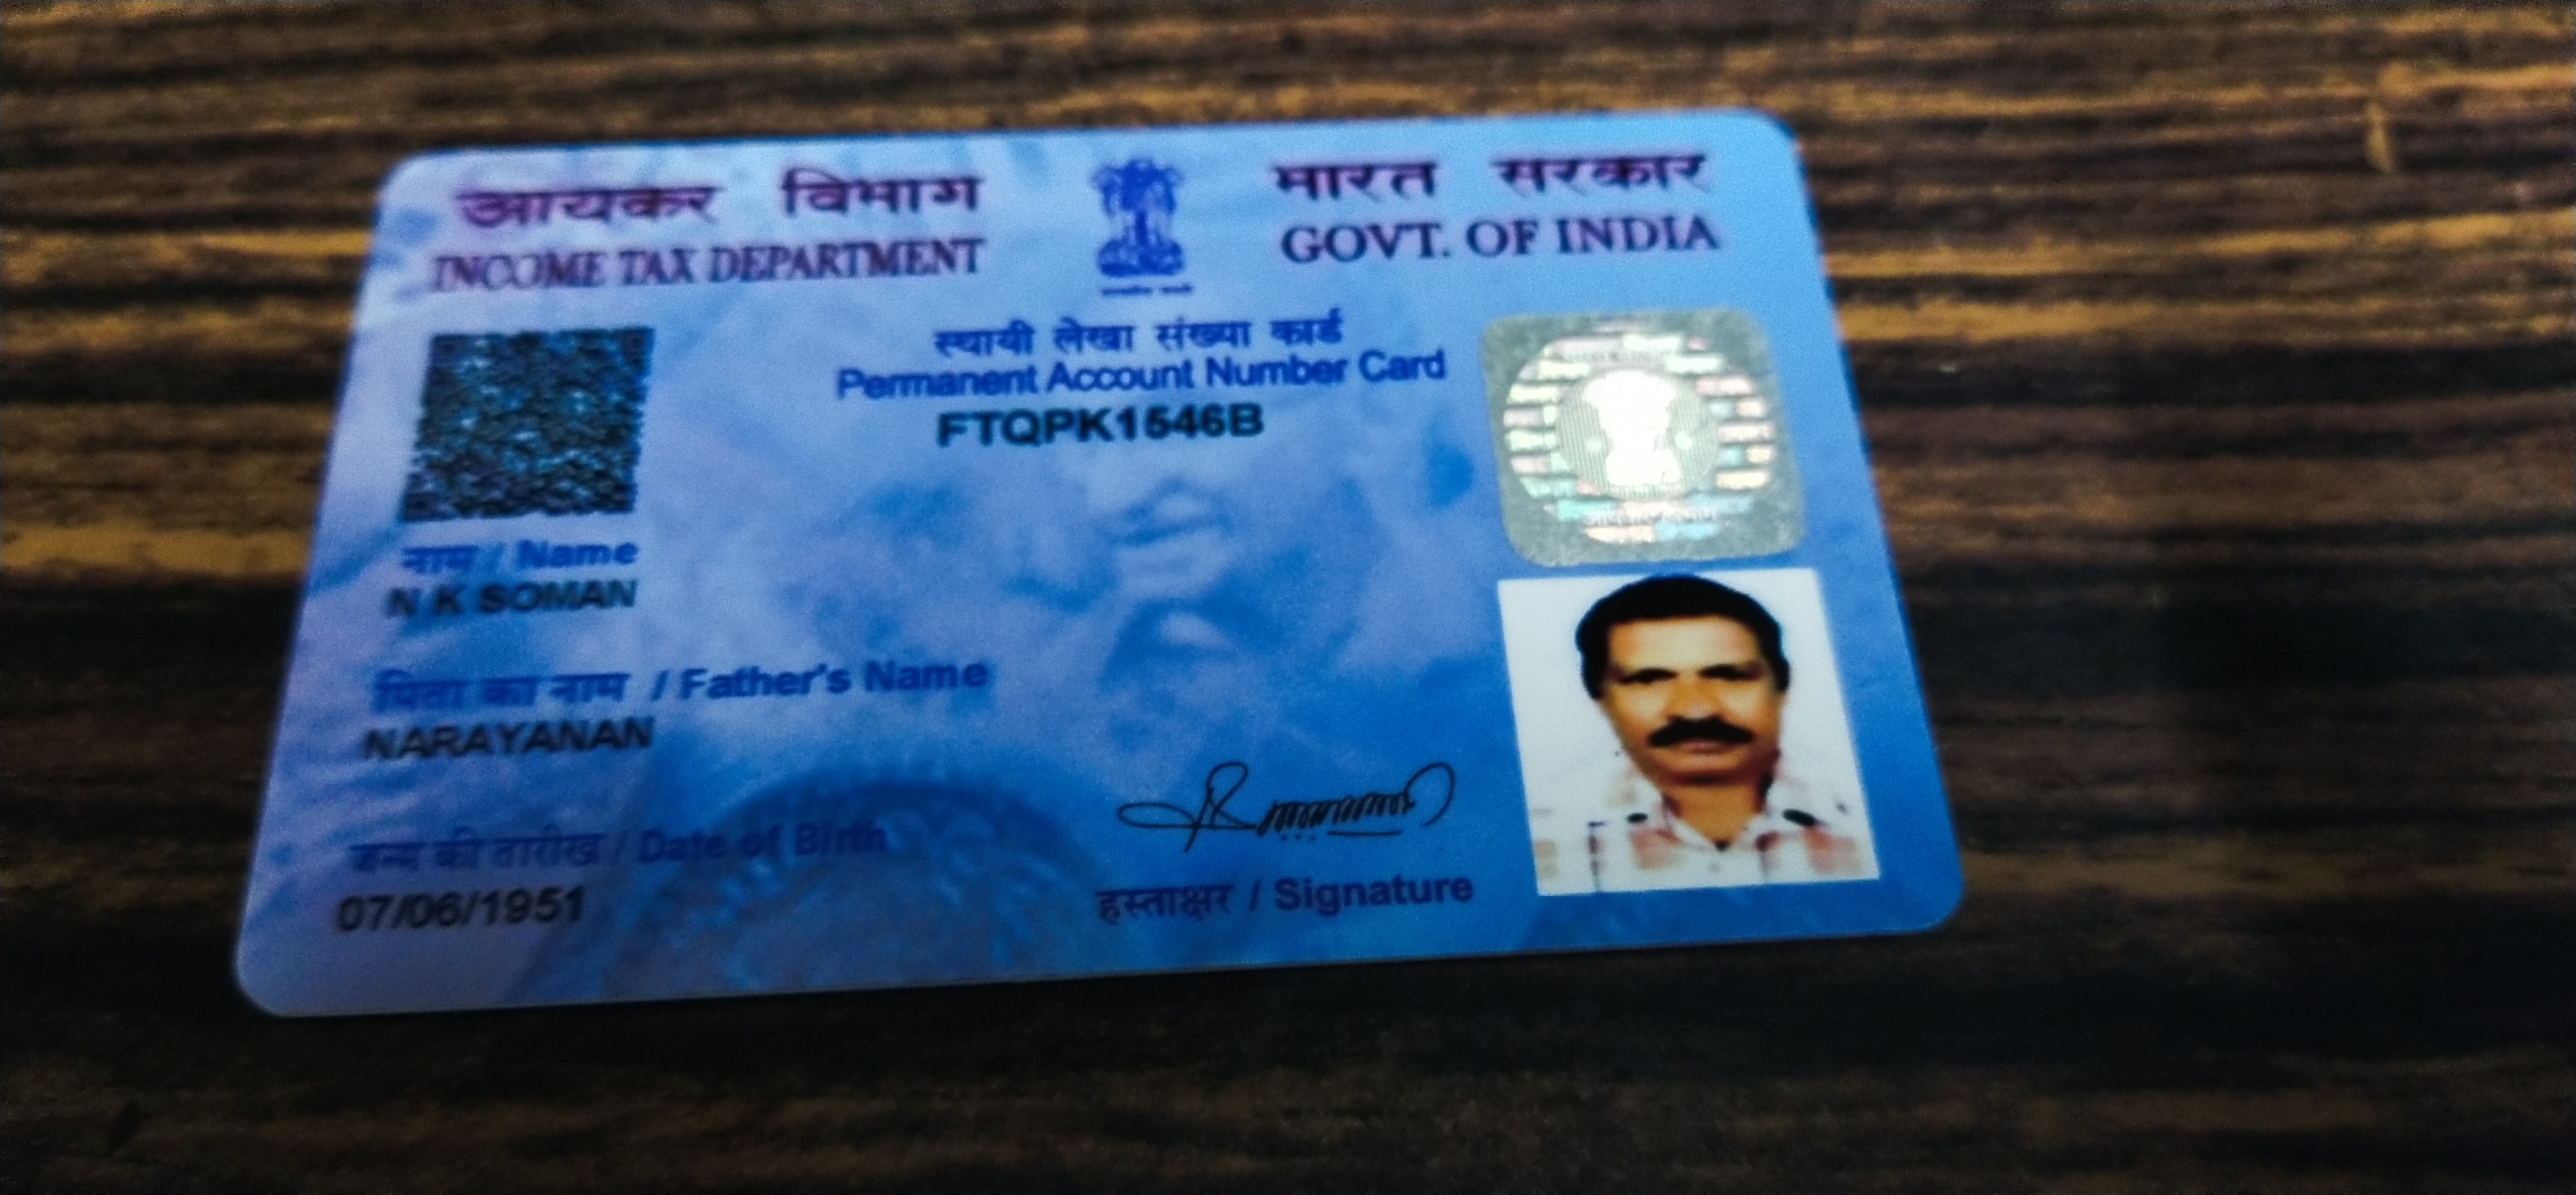 आयकर विभाग
INCOME TAX DEPARTMENT
भारत सरकार
GOVT. OF INDIA
स्थायी लेखा संख्या कार्ड
Permanent Account Number Card
FTQPK1546B
नाम / Name
N K SOMAN
पिता का नाम / Father's Name
NARAYANAN
जन्म की तारीख / Date of Birth
07/06/1951
हस्ताक्षर / Signature